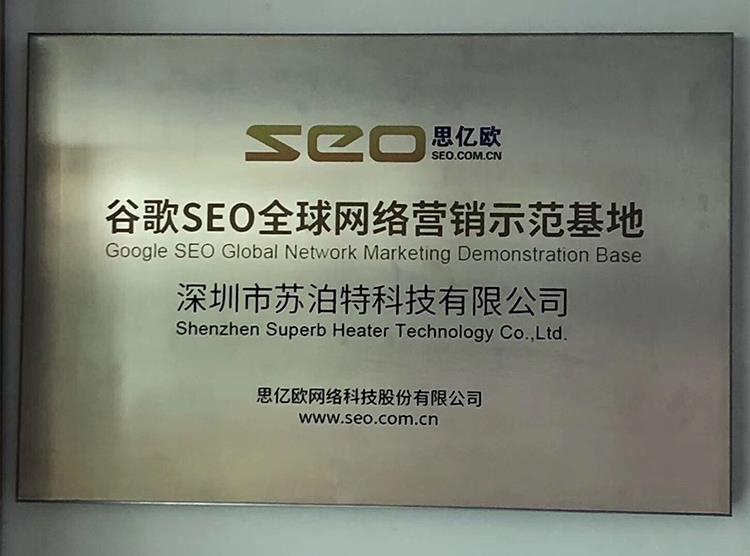 seo 思亿欧
SEO.COM.CN
谷歌SEO全球网络营销示范基地
Google SEO Global Network Marketing Demonstration Base
深圳市苏泊特科技有限公司
Shenzhen Superb Heater Technology Co.,Ltd.
思亿欧网络科技股份有限公司
www.seo.com.cn